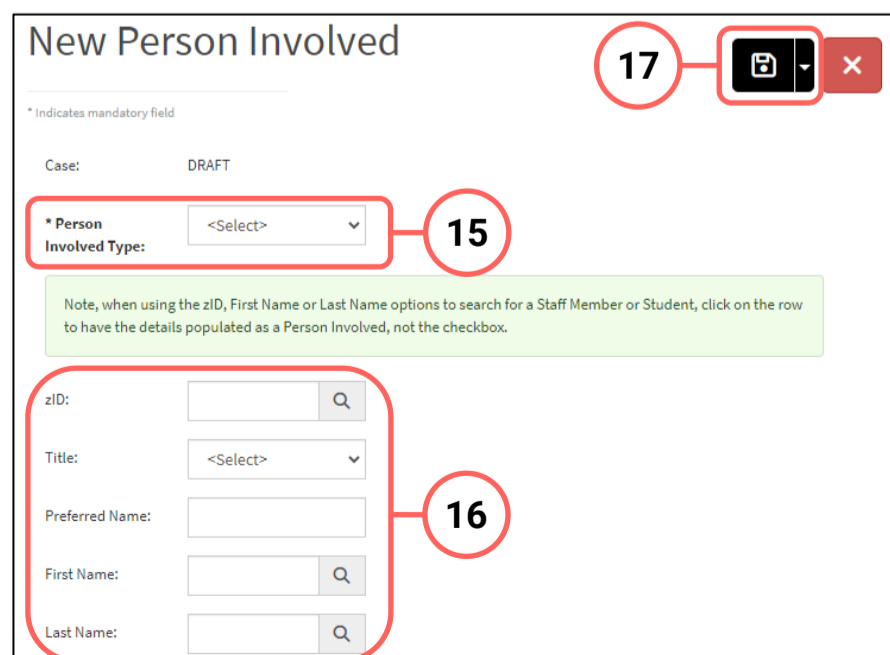 New Person Involved
17
* Indicates mandatory field
Case: DRAFT
* Person
Involved Type:
<Select>
15
Note, when using the zID, First Name or Last Name options to search for a Staff Member or Student, click on the row
to have the details populated as a Person Involved, not the checkbox.
zID:
Title: <Select>
Preferred Name:
16
First Name:
Last Name: